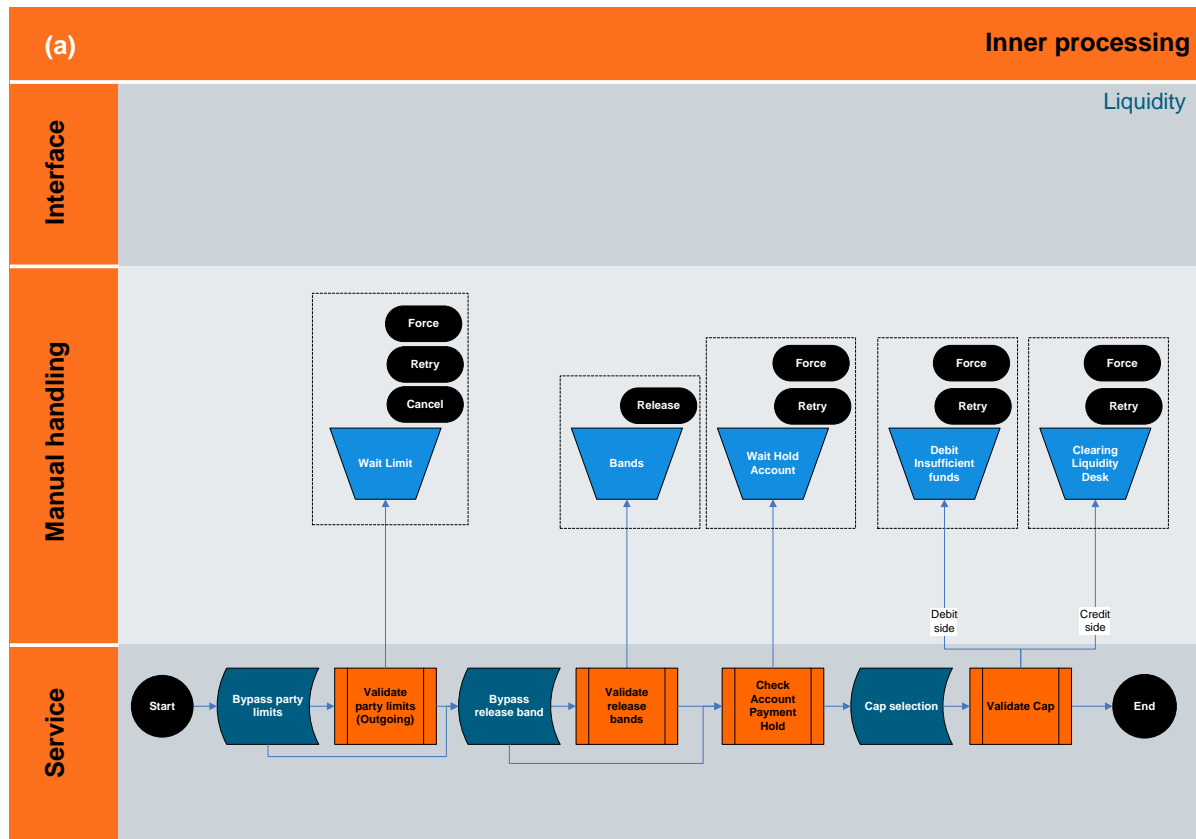 (a)
Inner processing
Interface
Liquidity
Manual handling
Force
Retry
Cancel
Wait Limit
Release
Bands
Force
Retry
Wait Hold
Account
Force
Retry
Debit
Insufficient
funds
Force
Retry
Clearing
Liquidity
Desk
Debit
side
Credit
side
Service
Start
Bypass party
limits
Validate
party limits
(Outgoing)
Bypass
release band
Validate
release
bands
Check
Account
Payment
Hold
Cap selection
Validate Cap
End